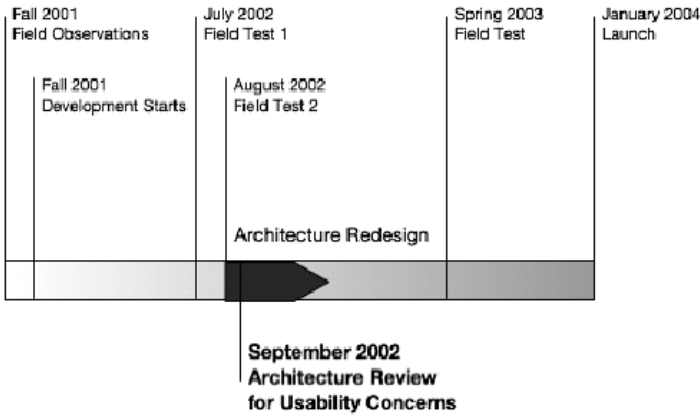 Fall 2001
Field Observations
July 2002
Field Test 1
Spring 2003
Field Test
January 2004
Launch
Fall 2001
Development Starts
August 2002
Field Test 2
Architecture Redesign
September 2002
Architecture Review
for Usability Concerns